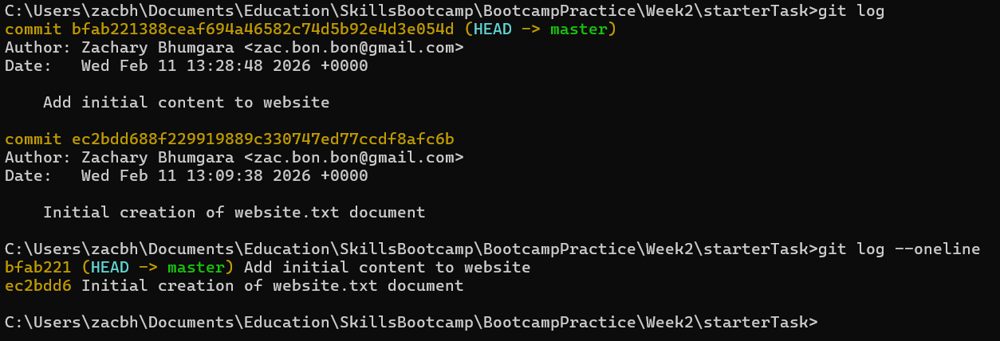 C:\Users\zacbh\Documents\Education\SkillsBootcamp\BootcampPractice\Week2\starterTask>git log
commit bfab221388ceaf694a46582c74d5b92e4d3e054d (HEAD -> master)
Author: Zachary Bhumgara <zac.bon.bon@gmail.com>
Date:   Wed Feb 11 13:28:48 2026 +0000
    Add initial content to website
commit ec2bdd688f229919889c330747ed77ccdf8afc6b
Author: Zachary Bhumgara <zac.bon.bon@gmail.com>
Date:   Wed Feb 11 13:09:38 2026 +0000
    Initial creation of website.txt document
C:\Users\zacbh\Documents\Education\SkillsBootcamp\BootcampPractice\Week2\starterTask>git log --oneline
bfab221 (HEAD -> master) Add initial content to website
ec2bdd6 Initial creation of website.txt document
C:\Users\zacbh\Documents\Education\SkillsBootcamp\BootcampPractice\Week2\starterTask>